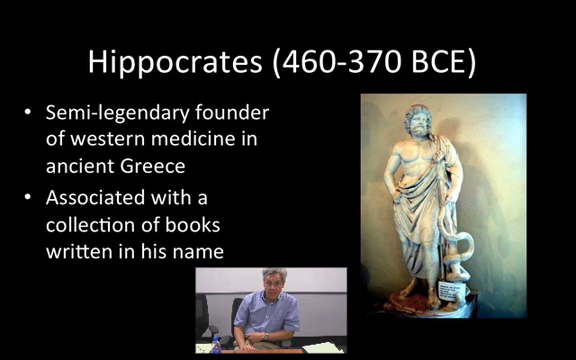 Hippocrates (460-370 BCE)
• Semi-legendary founder
of western medicine in
ancient Greece
• Associated with a
collection of books
written in his name